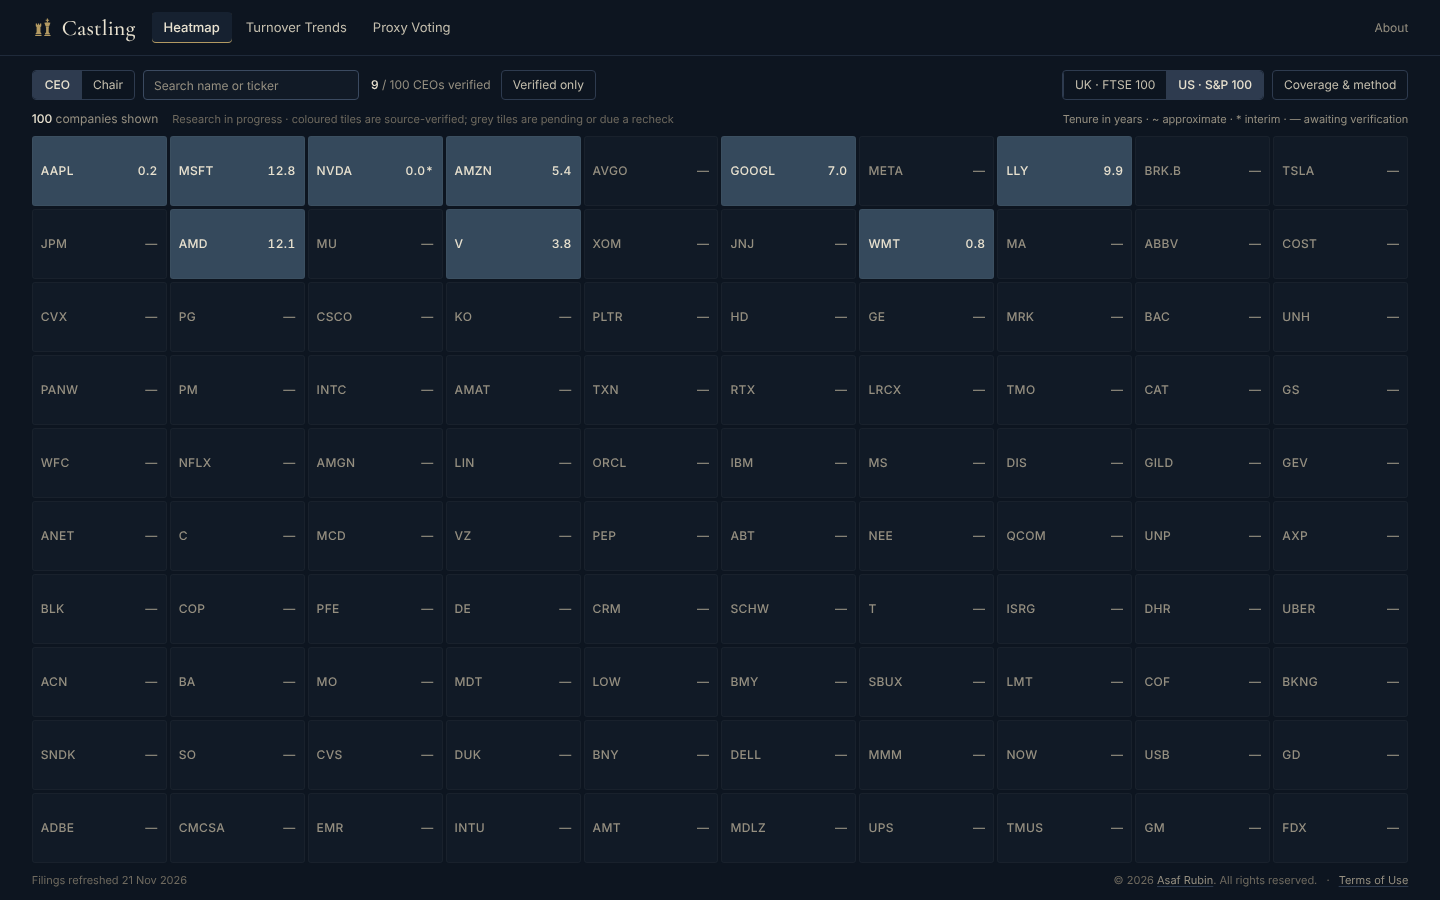 Castling Heatmap Turnover Trends Proxy Voting About
CEO Chair Search name or ticker 9 / 100 CEOs verified Verified only UK · FTSE 100 US · S&P 100 Coverage & method
100 companies shown Research in progress · coloured tiles are source-verified; grey tiles are pending or due a recheck Tenure in years · ~ approximate · * interim · — awaiting verification
AAPL 0.2 MSFT 12.8 NVDA 0.0* AMZN 5.4 AVGO — GOOGL 7.0 META — LLY 9.9 BRK.B — TSLA —
JPM — AMD 12.1 MU — V 3.8 XOM — JNJ — WMT 0.8 MA — ABBV — COST —
CVX — PG — CSCO — KO — PLTR — HD — GE — MRK — BAC — UNH —
PANW — PM — INTC — AMAT — TXN — RTX — LRCX — TMO — CAT — GS —
WFC — NFLX — AMGN — LIN — ORCL — IBM — MS — DIS — GILD — GEV —
ANET — C — MCD — VZ — PEP — ABT — NEE — QCOM — UNP — AXP —
BLK — COP — PFE — DE — CRM — SCHW — T — ISRG — DHR — UBER —
ACN — BA — MO — MDT — LOW — BMY — SBUX — LMT — COF — BKNG —
SNDK — SO — CVS — DUK — BNY — DELL — MMM — NOW — USB — GD —
ADBE — CMCSA — EMR — INTU — AMT — MDLZ — UPS — TMUS — GM — FDX —
Filings refreshed 21 Nov 2026 © 2026 Asaf Rubin. All rights reserved. · Terms of Use